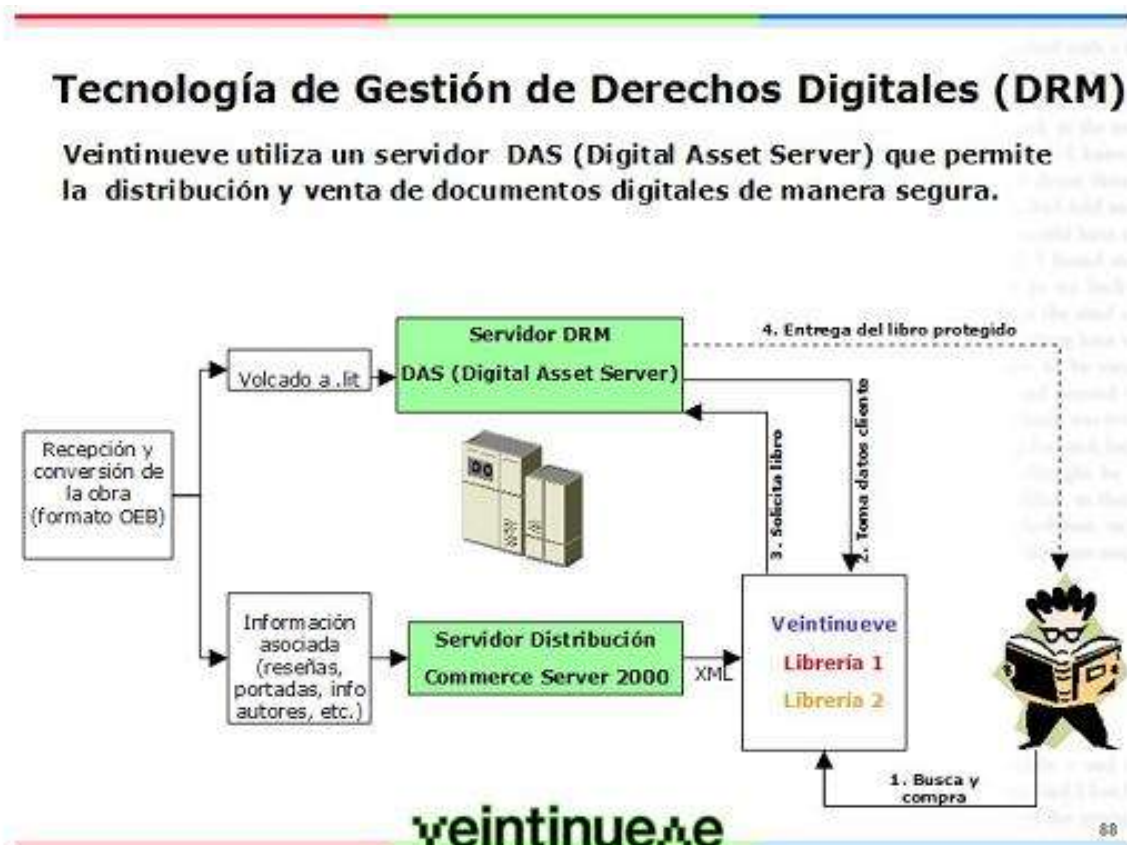 Tecnología de Gestión de Derechos Digitales (DRM)
Veintinueve utiliza un servidor DAS (Digital Asset Server) que permite
la distribución y venta de documentos digitales de manera segura.
Servidor DRM
DAS (Digital Asset Server)
4. Entrega del libro protegido
Volcado a .lit
Recepción y
conversión de
la obra
(formato OEB)
3. Solicita libro
2. Toma datos cliente
Información
asociada
(reseñas,
portadas, info
autores, etc.)
Servidor Distribución
Commerce Server 2000
XML
Veintinueve
Librería 1
Librería 2
1. Busca y
compra
veintinueve
88